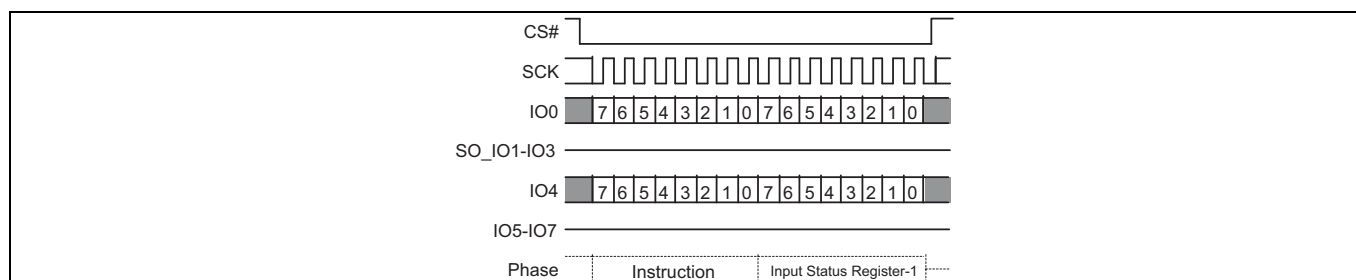 CS#
SCK
IO0 7 6 5 4 3 2 1 0 7 6 5 4 3 2 1 0
SO_IO1-IO3
IO4 7 6 5 4 3 2 1 0 7 6 5 4 3 2 1 0
IO5-IO7
Phase Instruction Input Status Register-1